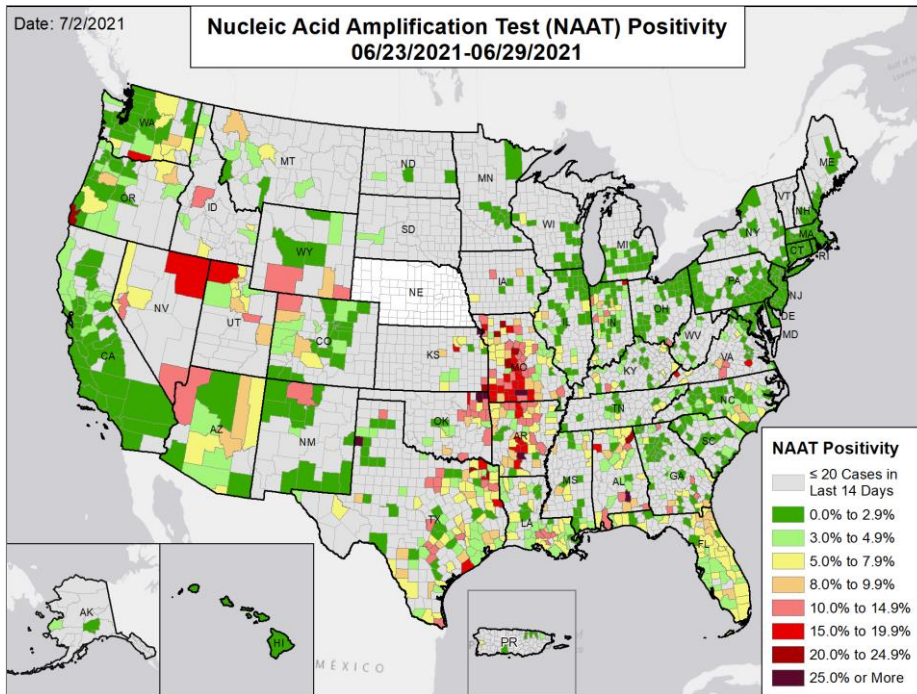 Date: 7/2/2021
Nucleic Acid Amplification Test (NAAT) Positivity
06/23/2021-06/29/2021
WA
MT
ND
MN
ME
OR
ID
SD
WI
VT
NH
NY
MA
CT
RI
WY
MI
IA
PA
NJ
NE
NV
UT
IL
IN
OH
DE
MD
CA
CO
KS
MO
WV
VA
KY
AZ
NM
OK
AR
TN
NC
SC
MS
AL
GA
TX
LA
FL
AK
HI
PR
MÉXICO
NAAT Positivity
≤ 20 Cases in
Last 14 Days
0.0% to 2.9%
3.0% to 4.9%
5.0% to 7.9%
8.0% to 9.9%
10.0% to 14.9%
15.0% to 19.9%
20.0% to 24.9%
25.0% or More